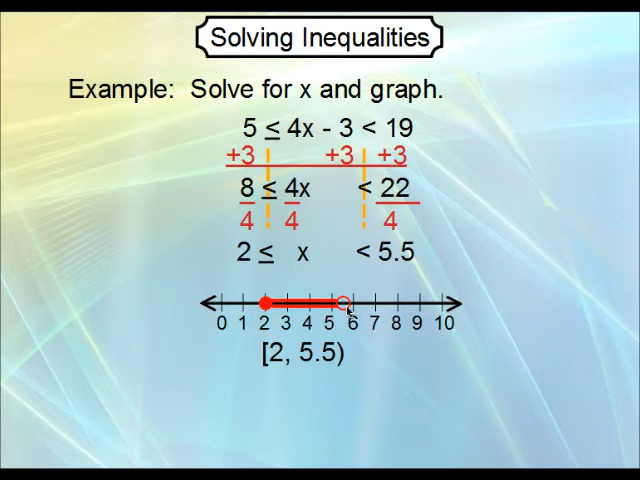 Solving Inequalities
Example: Solve for x and graph.
5 ≤ 4x - 3 < 19
+3 +3 +3
8 ≤ 4x < 22
4 4 4
2 ≤ x < 5.5
0 1 2 3 4 5 6 7 8 9 10
[2, 5.5)